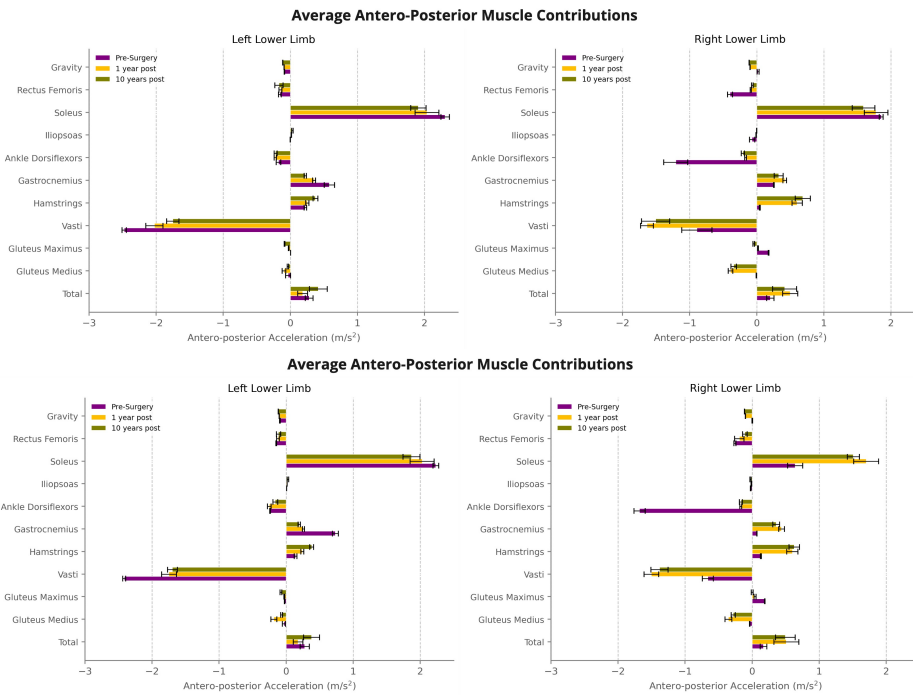 Average Antero-Posterior Muscle Contributions
Left Lower Limb
Pre-Surgery
1 year post
10 years post
Gravity
Rectus Femoris
Soleus
Iliopsoas
Ankle Dorsiflexors
Gastrocnemius
Hamstrings
Vasti
Gluteus Maximus
Gluteus Medius
Total
−3 −2 −1 0 1 2
Antero-posterior Acceleration (m/s²)
Right Lower Limb
Pre-Surgery
1 year post
10 years post
Gravity
Rectus Femoris
Soleus
Iliopsoas
Ankle Dorsiflexors
Gastrocnemius
Hamstrings
Vasti
Gluteus Maximus
Gluteus Medius
Total
−3 −2 −1 0 1 2
Antero-posterior Acceleration (m/s²)
Average Antero-Posterior Muscle Contributions
Left Lower Limb
Pre-Surgery
1 year post
10 years post
Gravity
Rectus Femoris
Soleus
Iliopsoas
Ankle Dorsiflexors
Gastrocnemius
Hamstrings
Vasti
Gluteus Maximus
Gluteus Medius
Total
−3 −2 −1 0 1 2
Antero-posterior Acceleration (m/s²)
Right Lower Limb
Pre-Surgery
1 year post
10 years post
Gravity
Rectus Femoris
Soleus
Iliopsoas
Ankle Dorsiflexors
Gastrocnemius
Hamstrings
Vasti
Gluteus Maximus
Gluteus Medius
Total
−3 −2 −1 0 1 2
Antero-posterior Acceleration (m/s²)